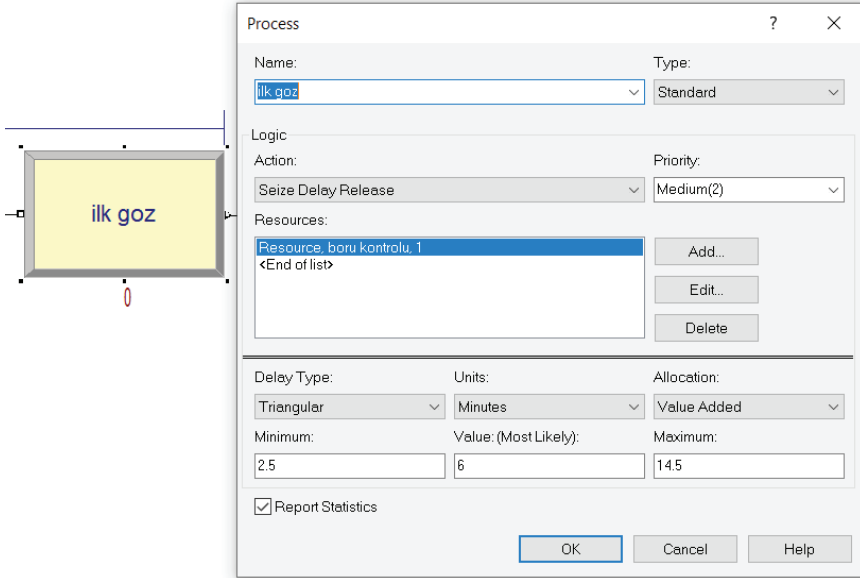 Process
?
Name:
Type:
ilk goz
Standard
Logic
Action:
Priority:
Seize Delay Release
Medium(2)
Resources:
Resource, boru kontrolu, 1
<End of list>
Add...
Edit...
Delete
Delay Type:
Units:
Allocation:
Triangular
Minutes
Value Added
Minimum:
Value: (Most Likely):
Maximum:
2.5
6
14.5
Report Statistics
OK
Cancel
Help
ilk goz
0